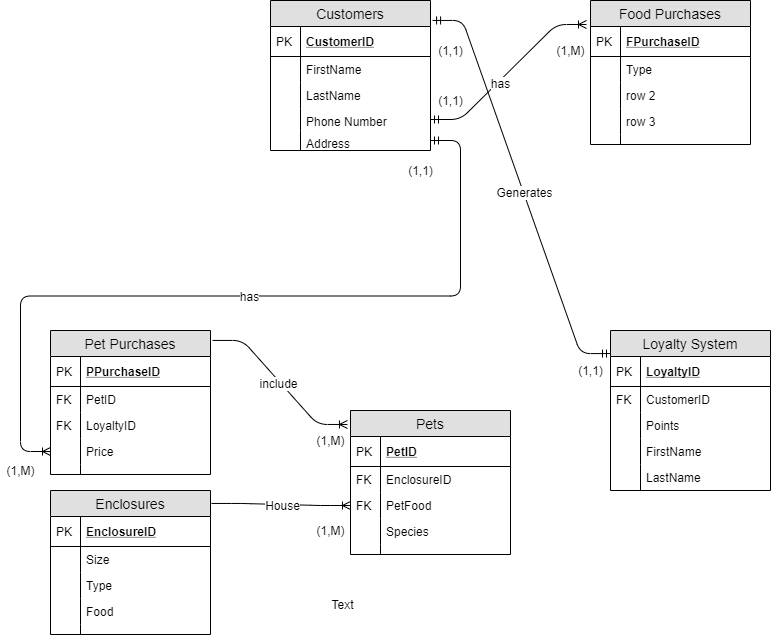 Customers
PK CustomerID
FirstName
LastName
Phone Number
Address
Food Purchases
PK FPurchaseID
Type
row 2
row 3
(1,1)
(1,M)
(1,1)
has
(1,1)
Generates
has
Pet Purchases
PK PPurchaseID
FK PetID
FK LoyaltyID
Price
(1,M)
include
(1,M)
Loyalty System
PK LoyaltyID
FK CustomerID
Points
FirstName
LastName
(1,1)
Pets
PK PetID
FK EnclosureID
FK PetFood
Species
Enclosures
PK EnclosureID
Size
Type
Food
House
(1,M)
Text